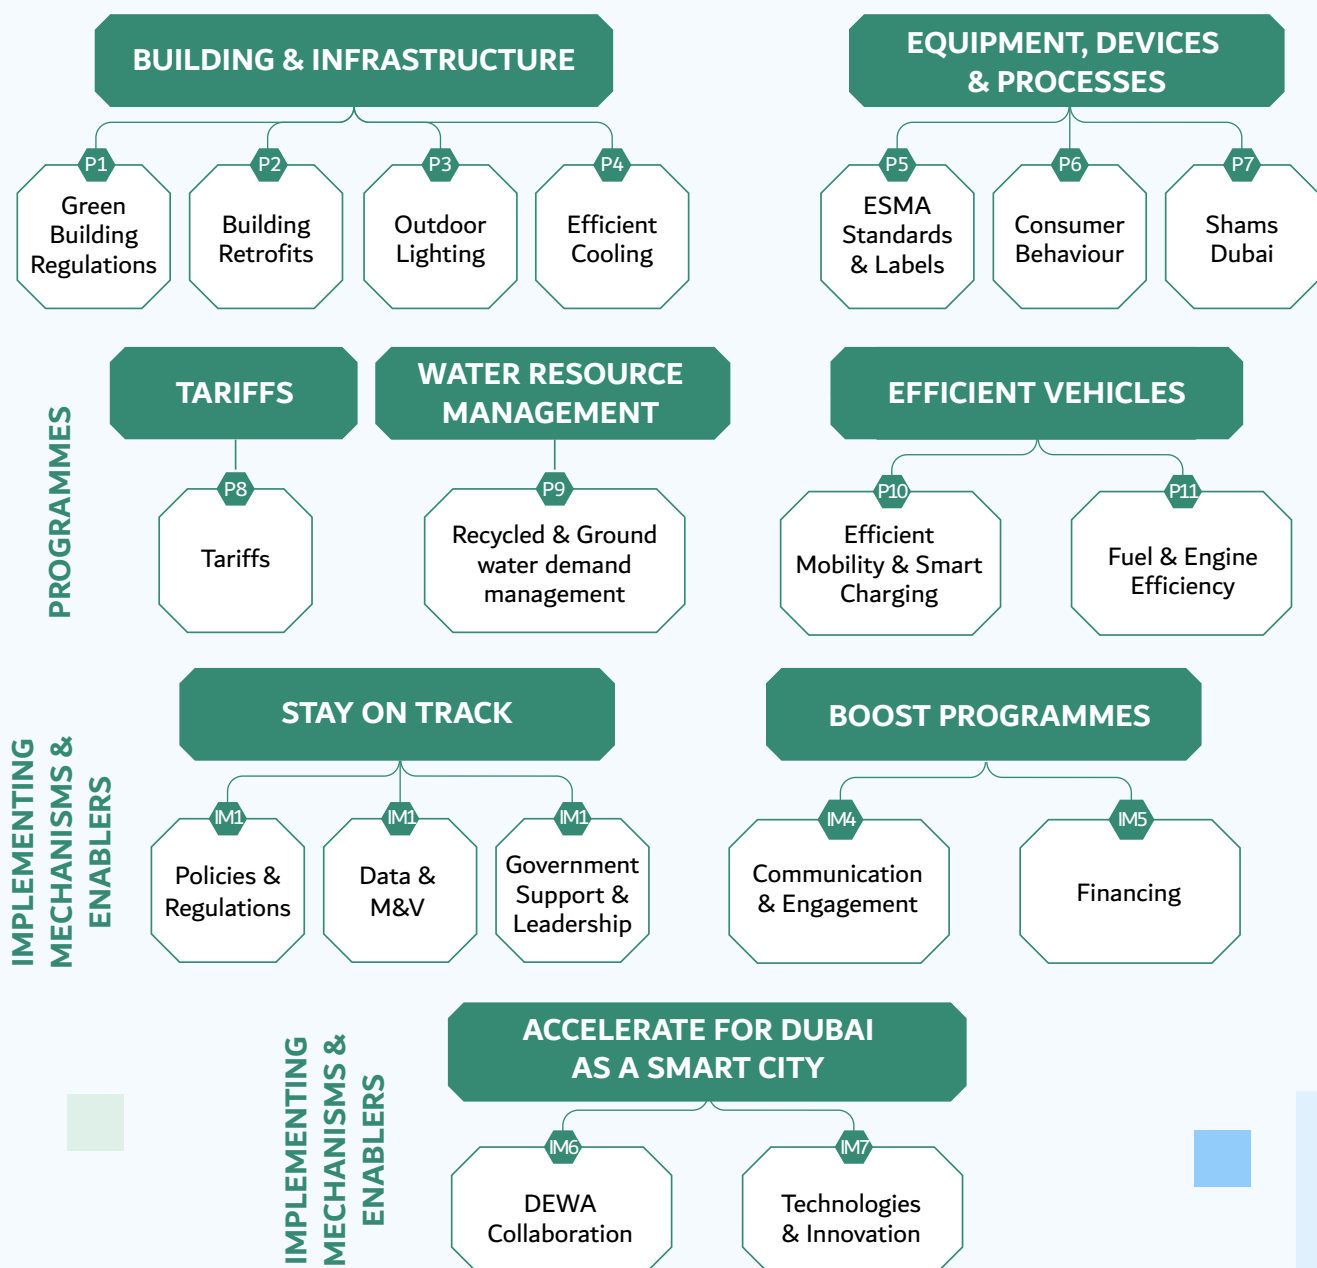 BUILDING & INFRASTRUCTURE
P1
Green
Building
Regulations
P2
Building
Retrofits
P3
Outdoor
Lighting
P4
Efficient
Cooling
EQUIPMENT, DEVICES
& PROCESSES
P5
ESMA
Standards
& Labels
P6
Consumer
Behaviour
P7
Shams
Dubai
PROGRAMMES
TARIFFS
P8
Tariffs
WATER RESOURCE
MANAGEMENT
P9
Recycled & Ground
water demand
management
EFFICIENT VEHICLES
P10
Efficient
Mobility & Smart
Charging
P11
Fuel & Engine
Efficiency
IMPLEMENTING
MECHANISMS &
ENABLERS
STAY ON TRACK
IM1
Policies &
Regulations
IM1
Data &
M&V
IM1
Government
Support &
Leadership
BOOST PROGRAMMES
IM4
Communication
& Engagement
IM5
Financing
IMPLEMENTING
MECHANISMS &
ENABLERS
ACCELERATE FOR DUBAI
AS A SMART CITY
IM6
DEWA
Collaboration
IM7
Technologies
& Innovation